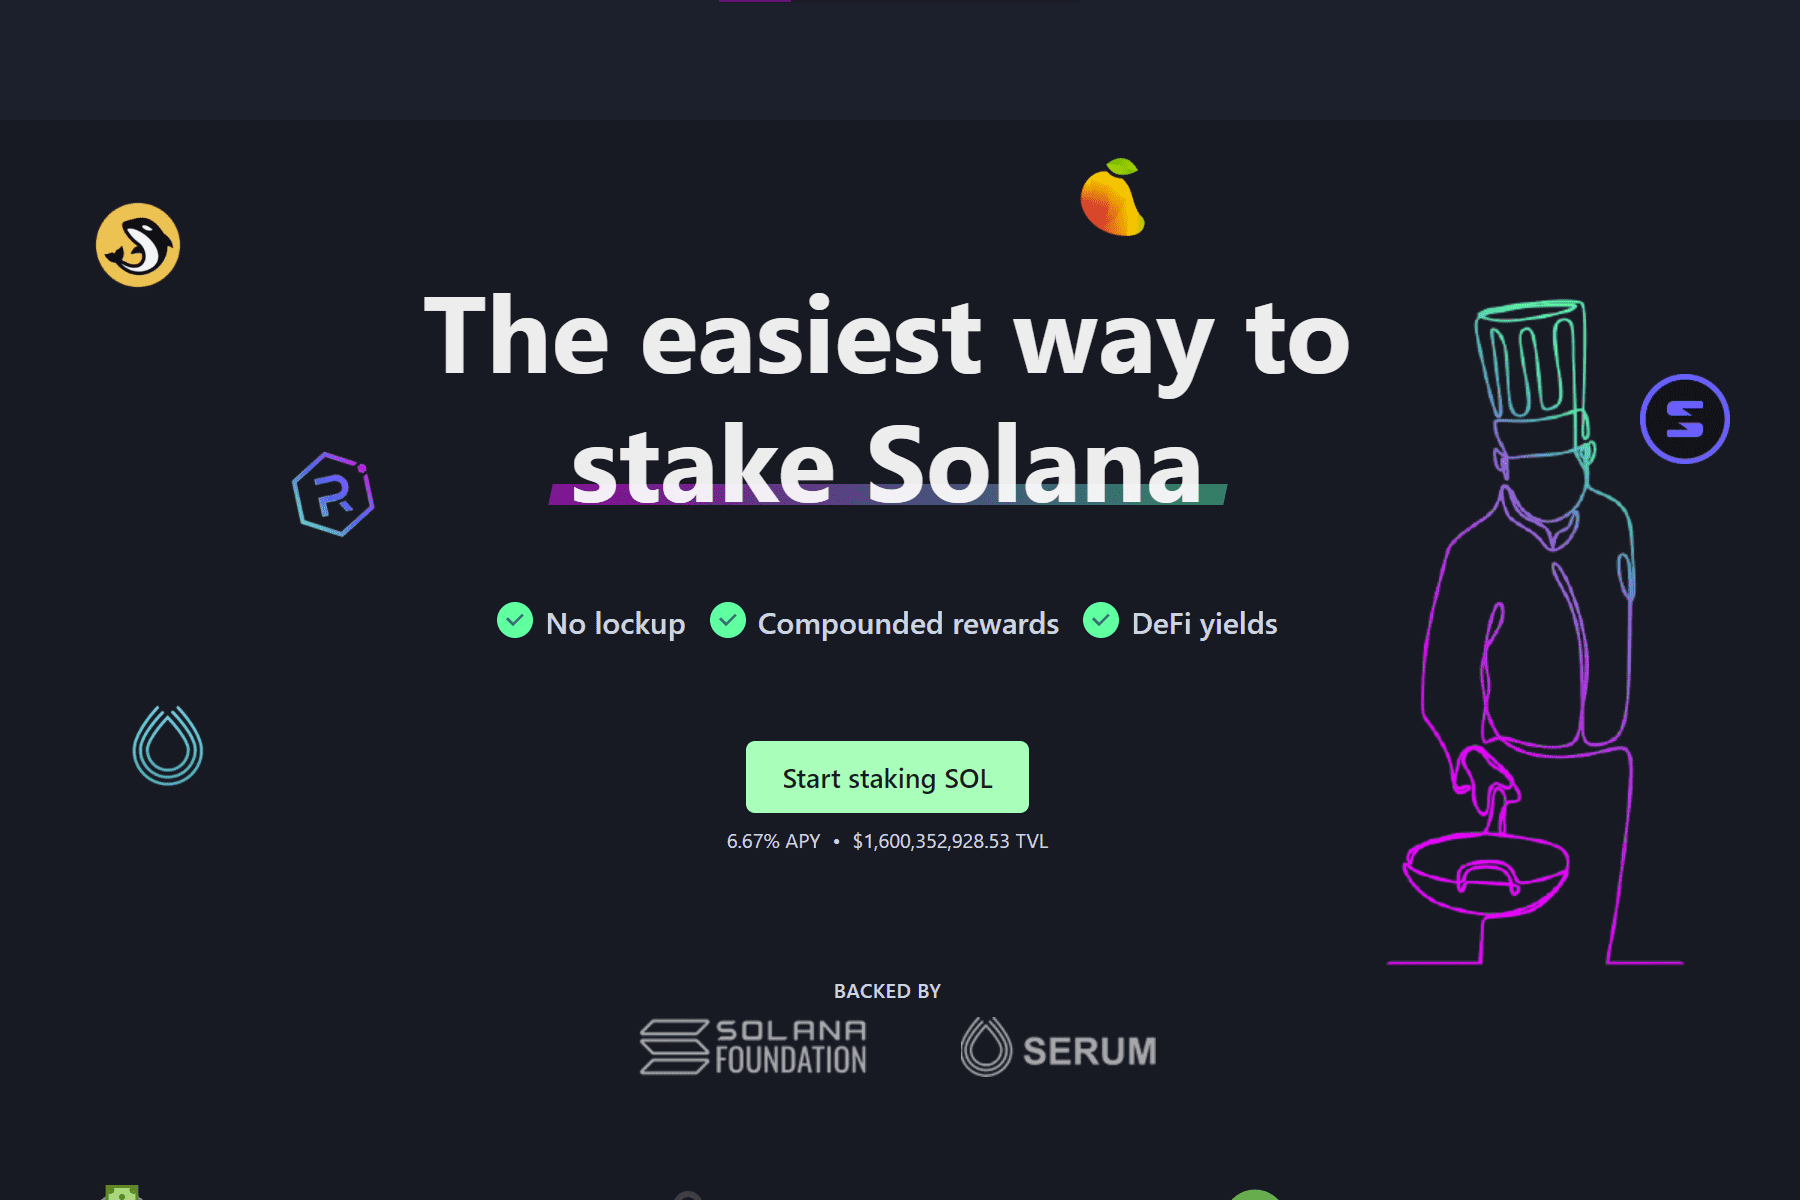 The easiest way to
stake Solana
No lockup
Compounded rewards
DeFi yields
Start staking SOL
6.67% APY • $1,600,352,928.53 TVL
BACKED BY
SOLANA
FOUNDATION
SERUM